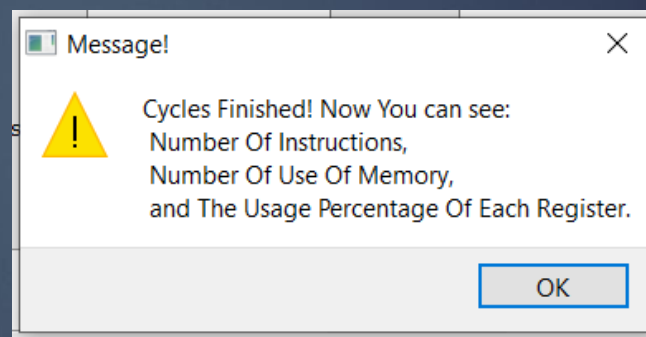 Message!
Cycles Finished! Now You can see:
Number Of Instructions,
Number Of Use Of Memory,
and The Usage Percentage Of Each Register.
OK